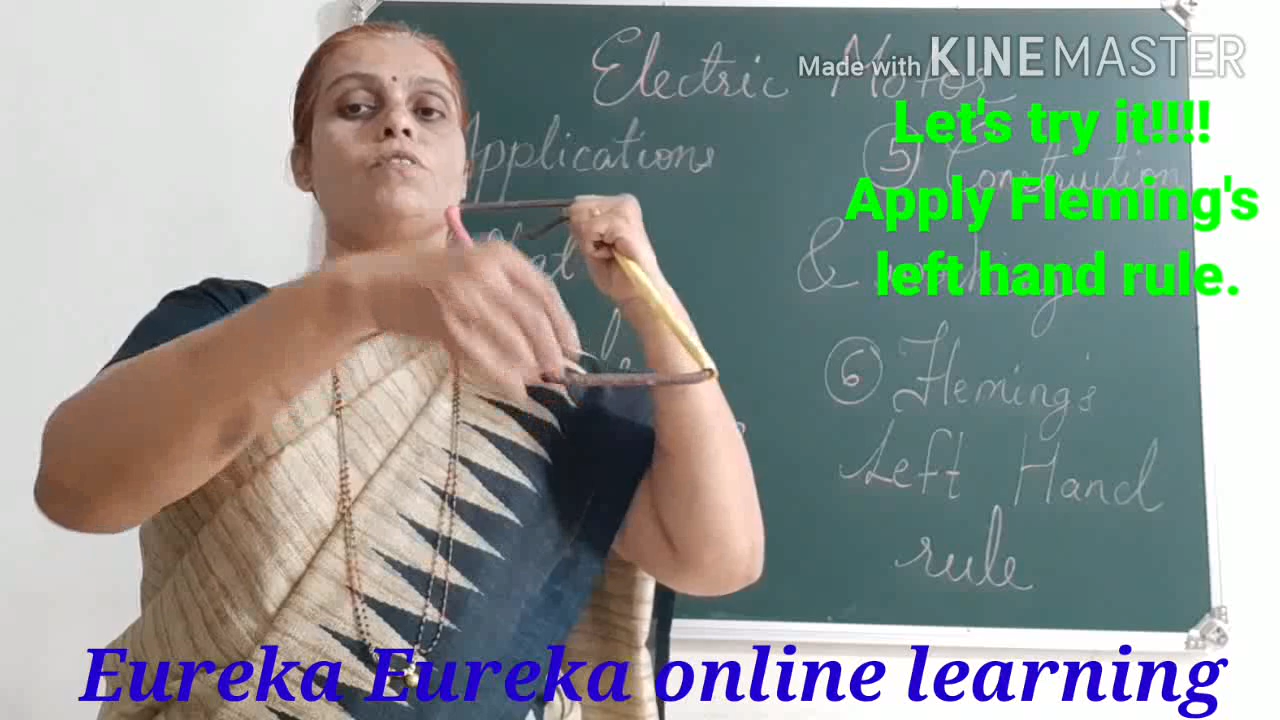 Electric Motor
Made with KINEMASTER
Let's try it!!!!
Apply Fleming's
left hand rule.
Applications
⑤ Construction
& working
⑥ Fleming's
Left Hand
rule
Eureka Eureka online learning